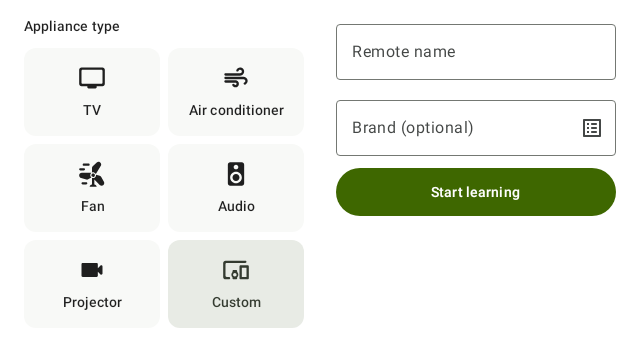 Appliance type
TV
Air conditioner
Fan
Audio
Projector
Custom
Remote name
Brand (optional)
Start learning